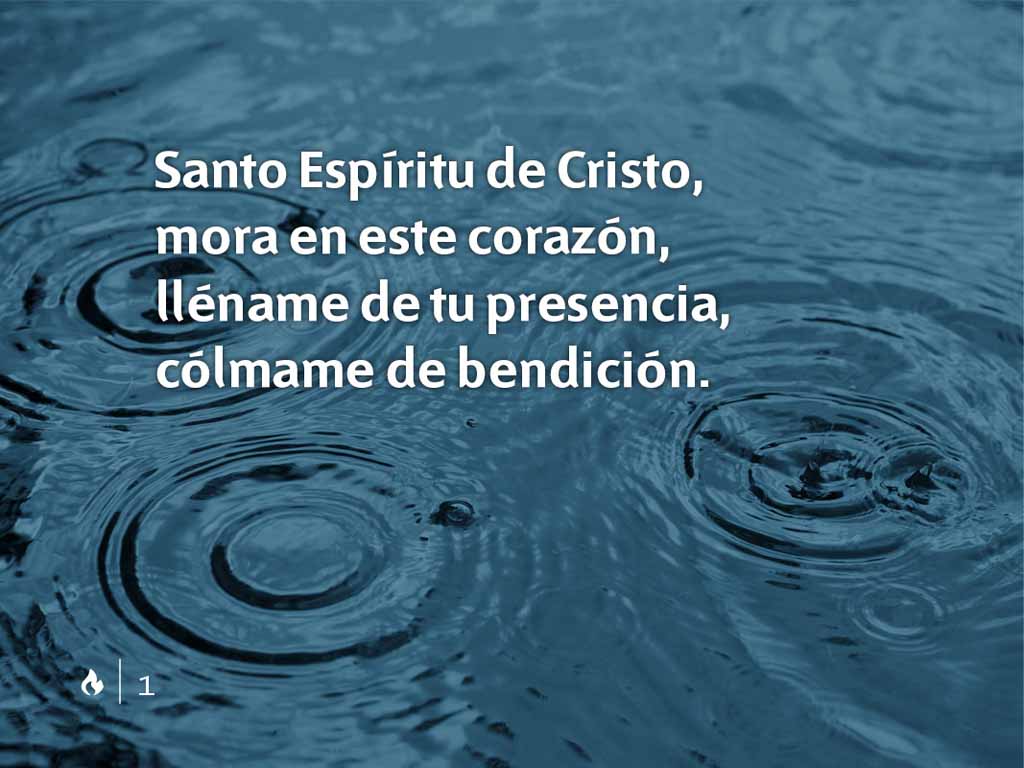 Santo Espíritu de Cristo,
mora en este corazón,
lléname de tu presencia,
cólmame de bendición.
1